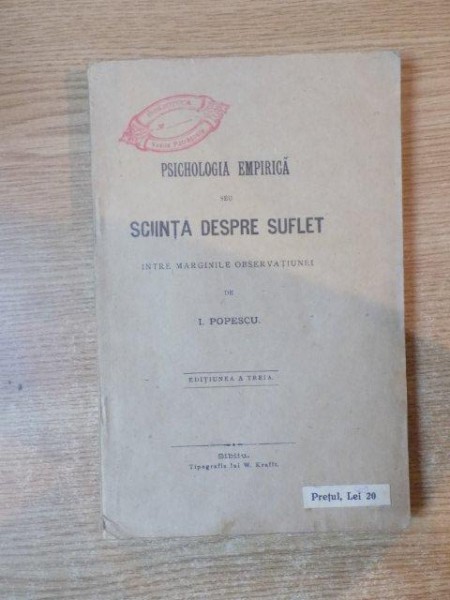 PSICHOLOGIA EMPIRICĂ
SEU
SCIINȚA DESPRE SUFLET
INTRE MARGINILE OBSERVAȚIUNEI
DE
I. POPESCU.
EDIȚIUNEA A TREIA.
Sibiiu.
Tipografia lui W. Krafft.
Prețul, Lei 20